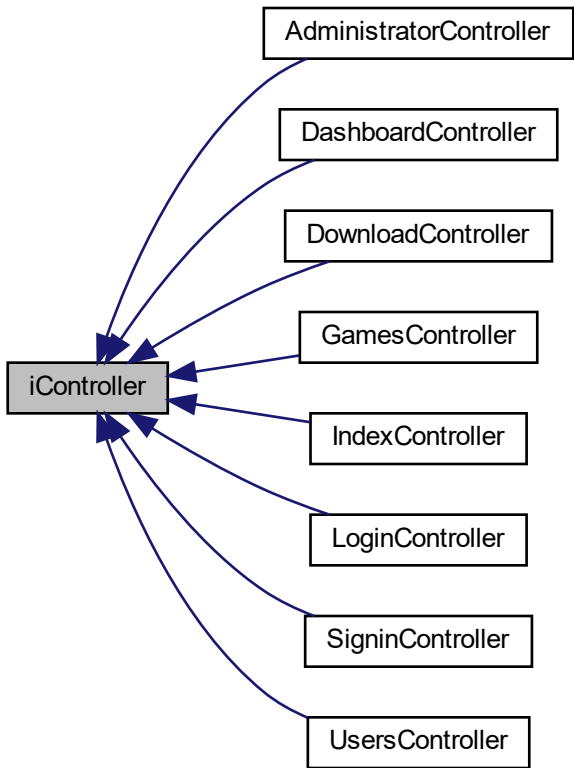 AdministratorController
DashboardController
DownloadController
GamesController
iController
IndexController
LoginController
SigninController
UsersController